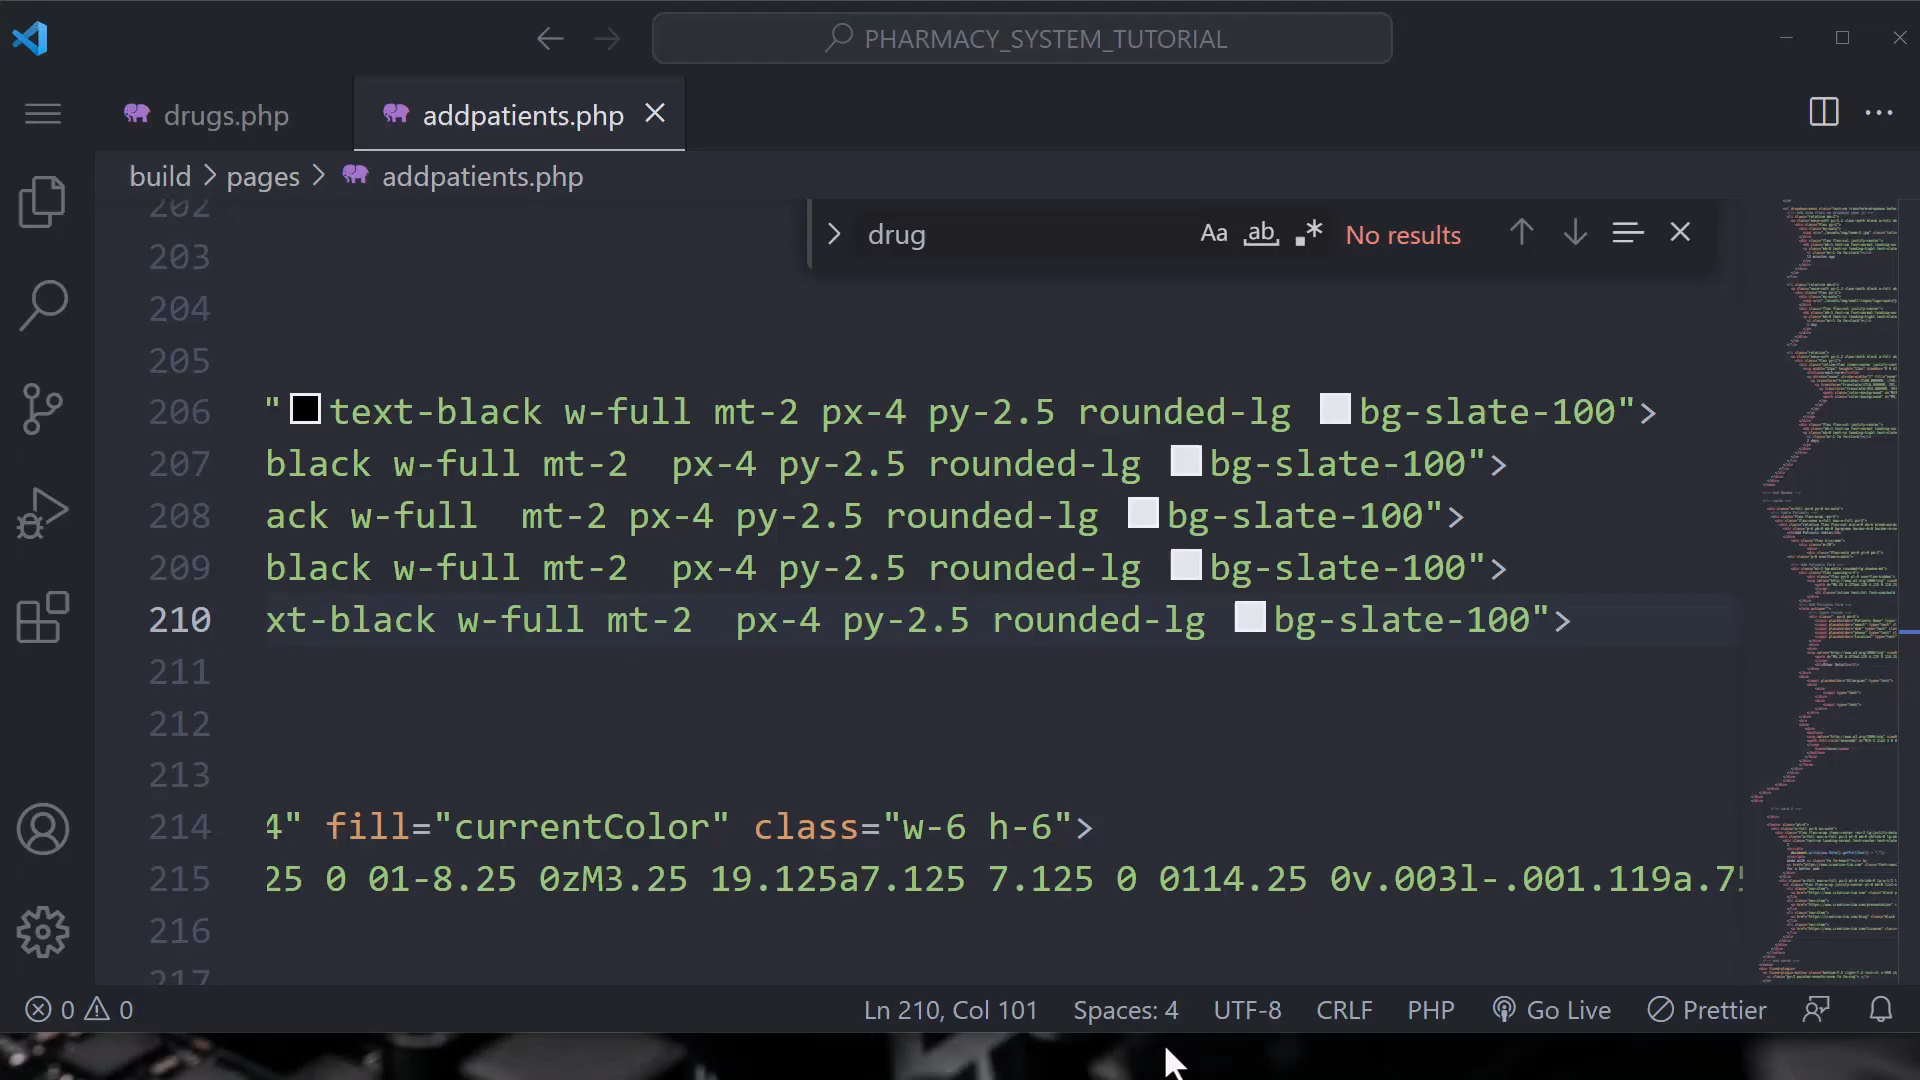 PHARMACY_SYSTEM_TUTORIAL
drugs.php
addpatients.php
build > pages > addpatients.php
drug
Aa ab .* No results
202
203
204
205
206 "text-black w-full mt-2 px-4 py-2.5 rounded-lg bg-slate-100">
207 black w-full mt-2  px-4 py-2.5 rounded-lg bg-slate-100">
208 ack w-full  mt-2 px-4 py-2.5 rounded-lg bg-slate-100">
209 black w-full mt-2  px-4 py-2.5 rounded-lg bg-slate-100">
210 xt-black w-full mt-2  px-4 py-2.5 rounded-lg bg-slate-100">
211
212
213
214 4" fill="currentColor" class="w-6 h-6">
215 25 0 01-8.25 0zM3.25 19.125a7.125 7.125 0 0114.25 0v.003l-.001.119a.75
216
217
0 0 Ln 210, Col 101 Spaces: 4 UTF-8 CRLF PHP Go Live Prettier